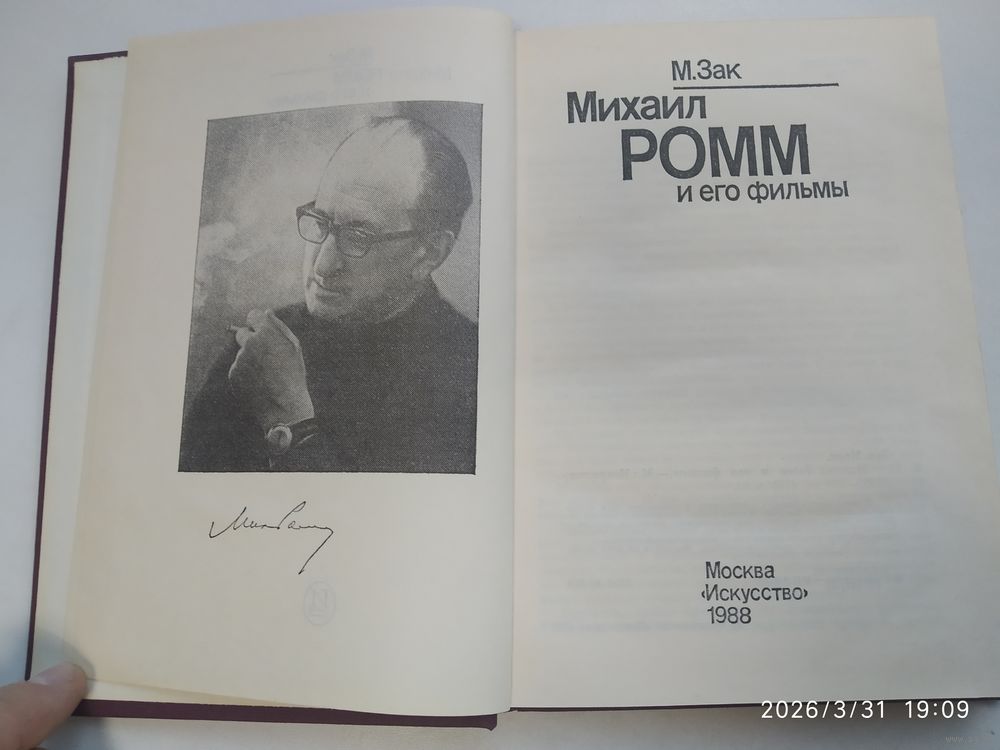 М.Зак
Михаил
РОММ
и его фильмы
Москва
«Искусство»
1988
2026/3/31 19:09